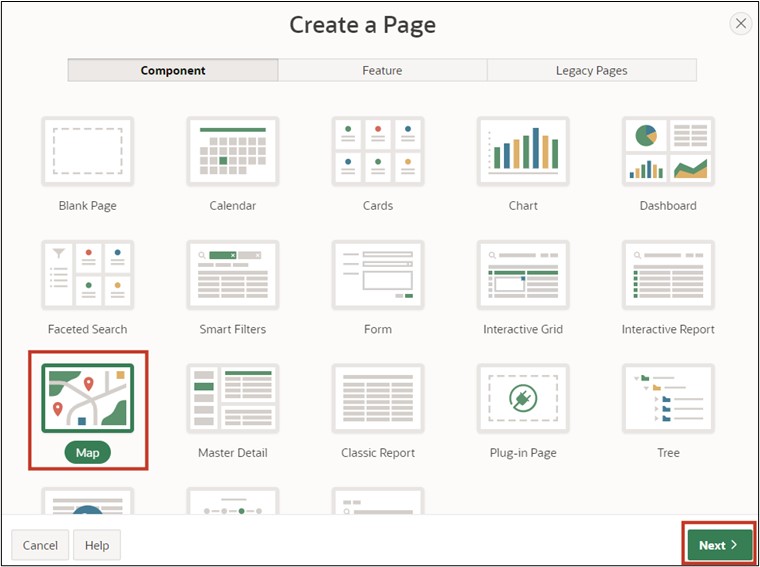 Create a Page
Component Feature Legacy Pages
Blank Page Calendar Cards Chart Dashboard
Faceted Search Smart Filters Form Interactive Grid Interactive Report
Map Master Detail Classic Report Plug-in Page Tree
Cancel Help Next